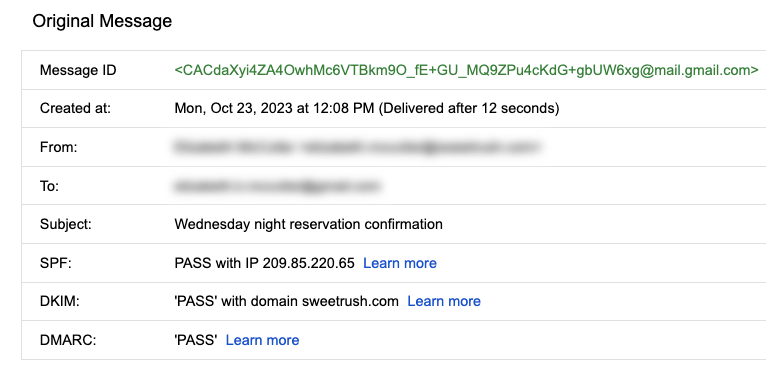 Original Message
Message ID <CACdaXyi4ZA4OwhMc6VTBkm9O_fE+GU_MQ9ZPu4cKdG+gbUW6xg@mail.gmail.com>
Created at: Mon, Oct 23, 2023 at 12:08 PM (Delivered after 12 seconds)
From:
To:
Subject: Wednesday night reservation confirmation
SPF: PASS with IP 209.85.220.65 Learn more
DKIM: 'PASS' with domain sweetrush.com Learn more
DMARC: 'PASS' Learn more